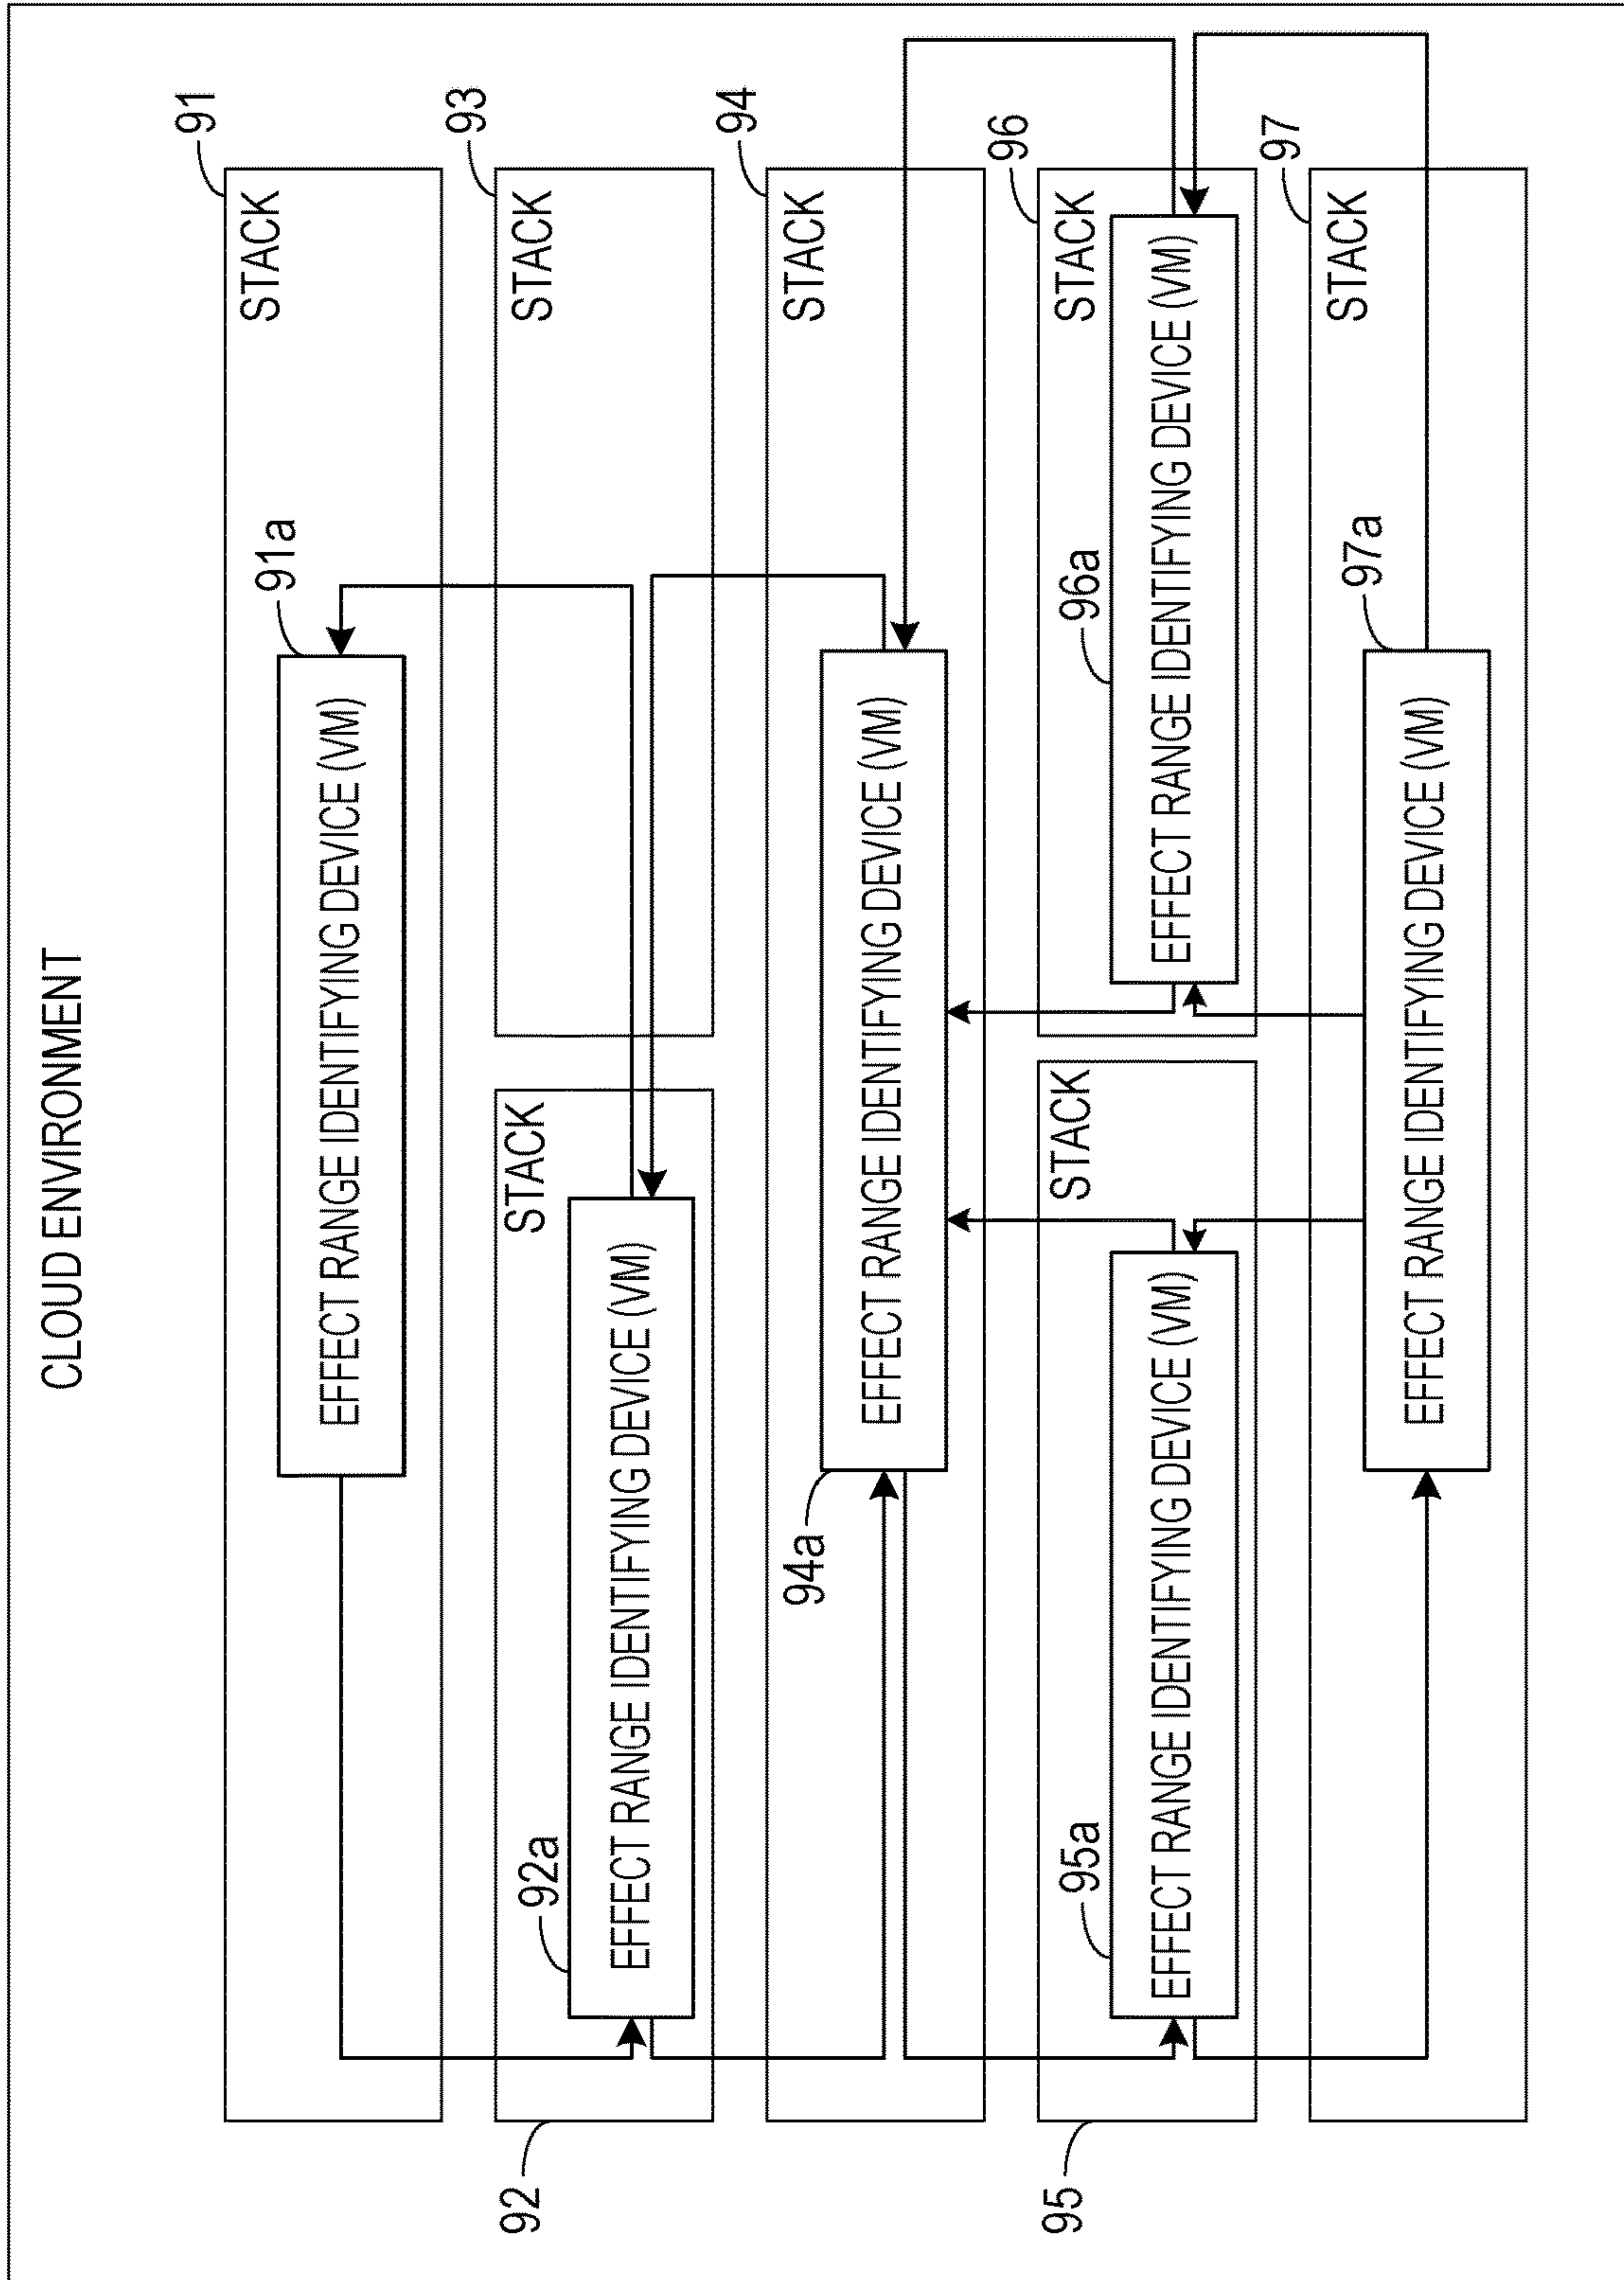 CLOUD ENVIRONMENT
91
STACK
91a
EFFECT RANGE IDENTIFYING DEVICE (VM)
92
STACK
92a
EFFECT RANGE IDENTIFYING DEVICE (VM)
93
STACK
94
STACK
94a
EFFECT RANGE IDENTIFYING DEVICE (VM)
95
STACK
95a
EFFECT RANGE IDENTIFYING DEVICE (VM)
96
STACK
96a
EFFECT RANGE IDENTIFYING DEVICE (VM)
97
STACK
97a
EFFECT RANGE IDENTIFYING DEVICE (VM)